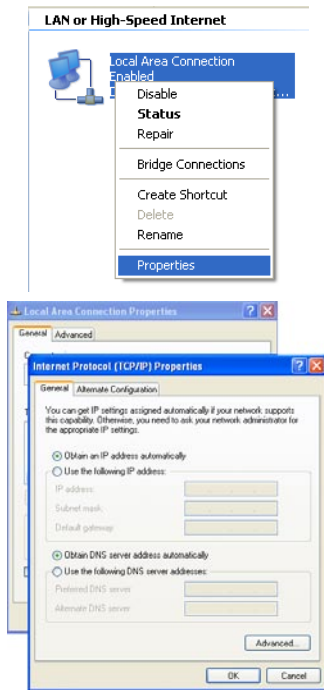 LAN or High-Speed Internet
Local Area Connection
Enabled
Disable
Status
Repair
Bridge Connections
Create Shortcut
Delete
Rename
Properties
Local Area Connection Properties
General Advanced
Internet Protocol (TCP/IP) Properties
General Alternate Configuration
You can get IP settings assigned automatically if your network supports
this capability. Otherwise, you need to ask your network administrator for
the appropriate IP settings.
Obtain an IP address automatically
Use the following IP address:
IP address:
Subnet mask:
Default gateway:
Obtain DNS server address automatically
Use the following DNS server addresses:
Preferred DNS server:
Alternate DNS server:
Advanced...
OK Cancel